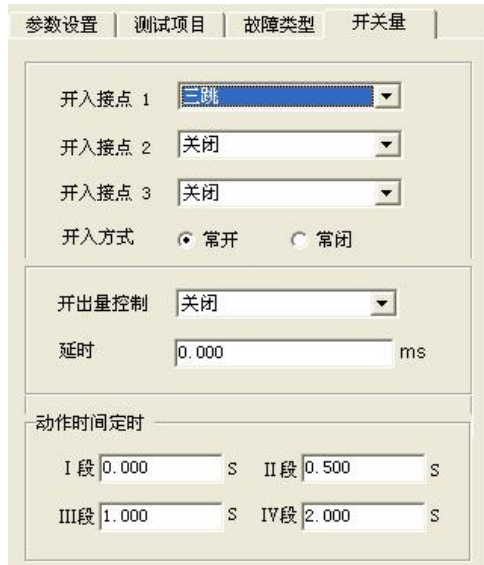 参数设置 测试项目 故障类型 开关量
开入接点 1 三跳
开入接点 2 关闭
开入接点 3 关闭
开入方式 常开 常闭
开出量控制 关闭
延时 0.000 ms
动作时间定时
I 段 0.000 S II段 0.500 S
III段 1.000 S IV段 2.000 S